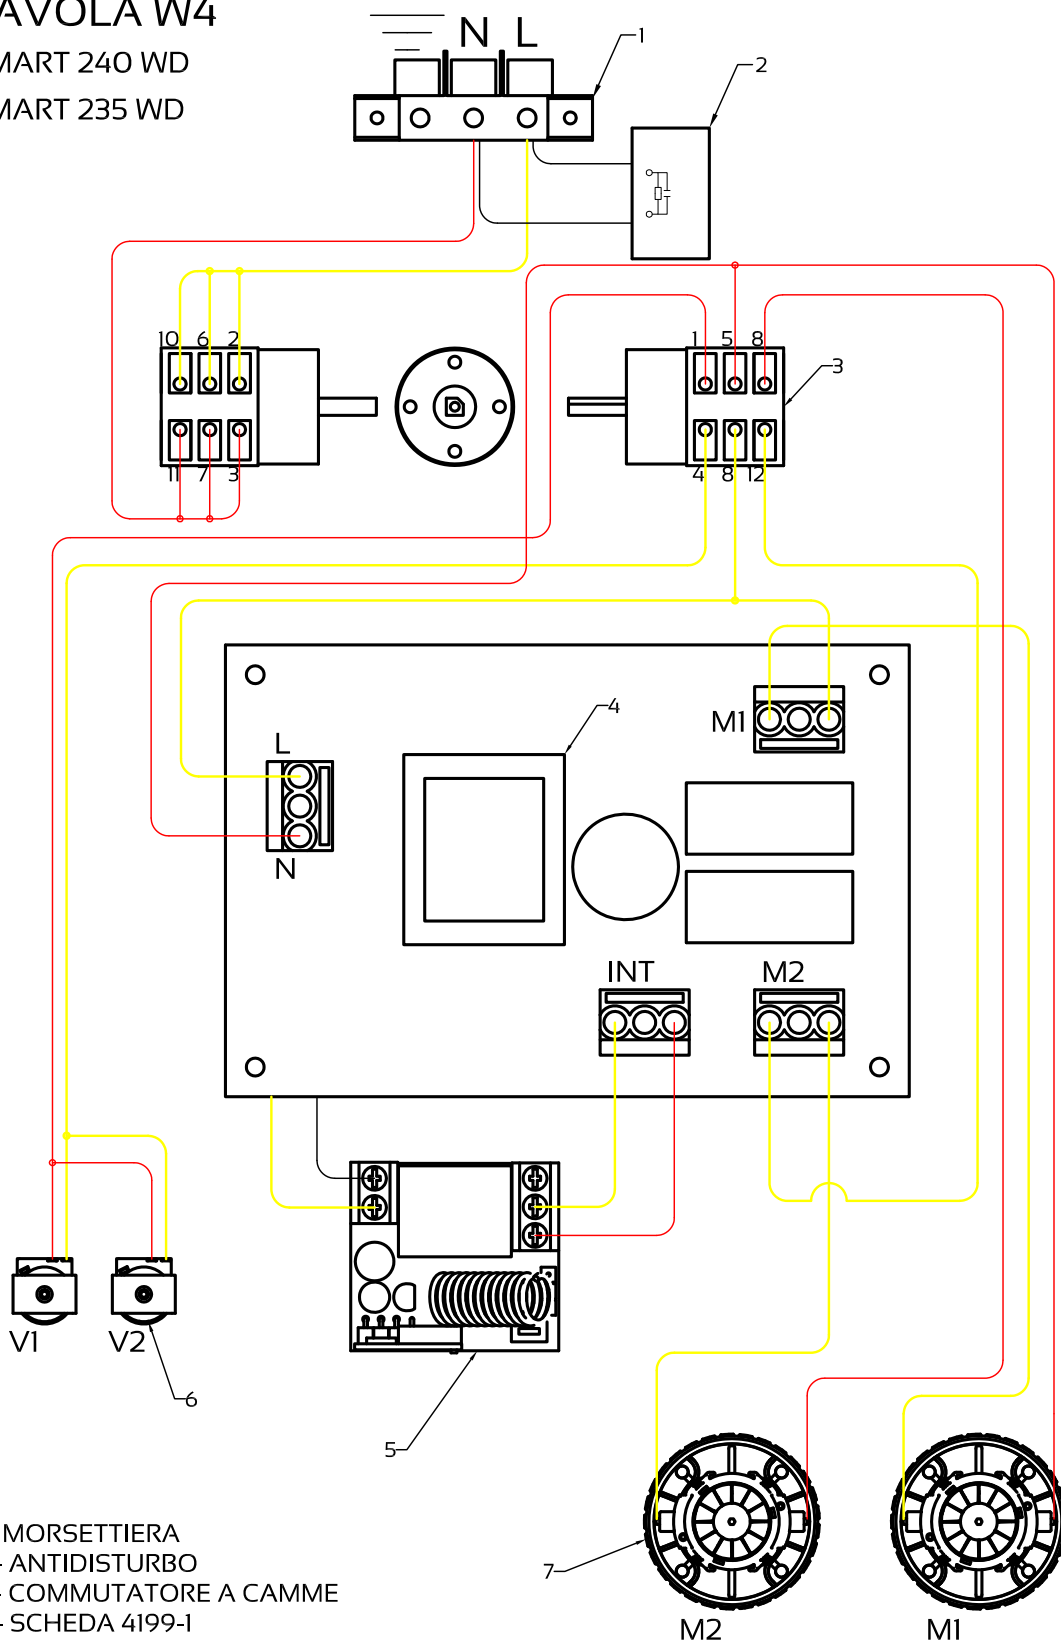 AVOLA W4
MART 240 WD
MART 235 WD
N L
1
2
10 6 2
1 5 8
3
11 7 3
4 8 12
4
M1
L
N
INT
M2
V1
V2
6
5
7
M2
M1
MORSETTIERA
- ANTIDISTURBO
- COMMUTATORE A CAMME
- SCHEDA 4199-1